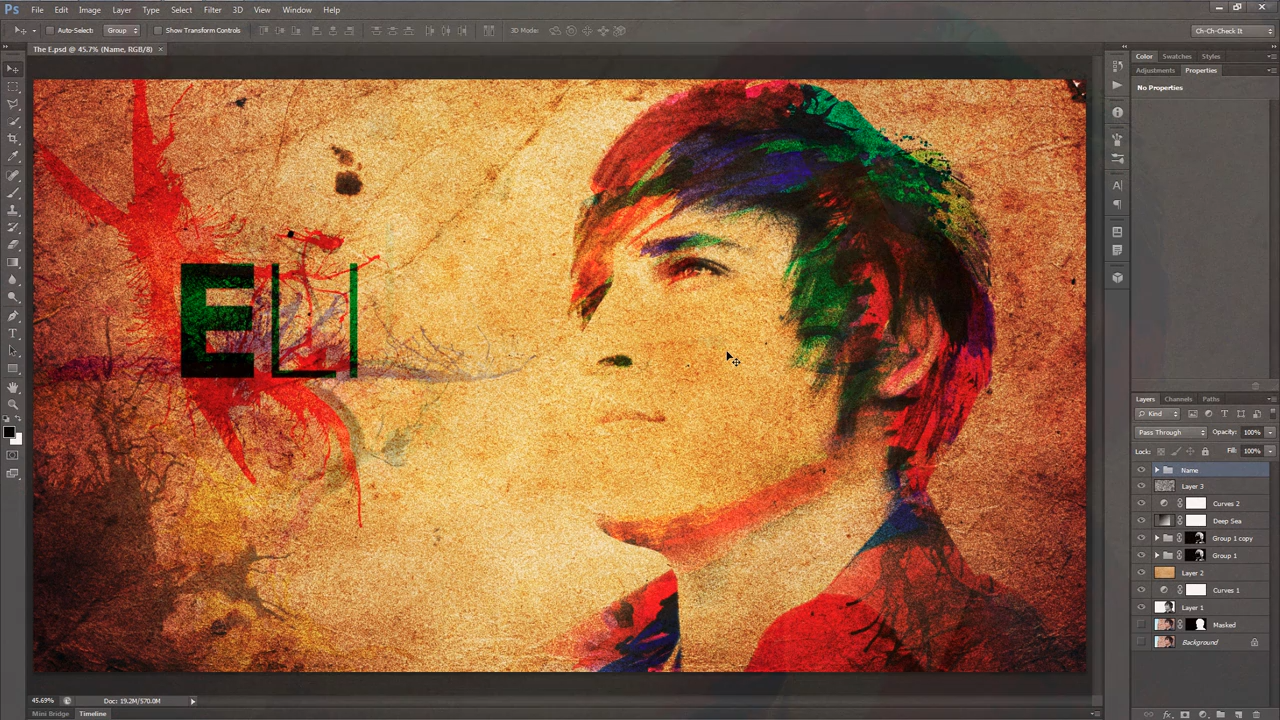 Ps File Edit Image Layer Type Select Filter 3D View Window Help
Auto-Select: Group Show Transform Controls 3D Mode: Ch-Ch-Check It
The E.psd @ 45.7% (Name, RGB/8) ×
Color Swatches Styles
Adjustments Properties
No Properties
ELI
Layers Channels Paths
Kind
Pass Through Opacity: 100%
Lock: Fill: 100%
Name
Layer 3
Curves 2
Deep Sea
Group 1 copy
Group 1
Layer 2
Curves 1
Layer 1
Masked
Background
45.69% Doc: 19.2M/570.0M
Mini Bridge Timeline